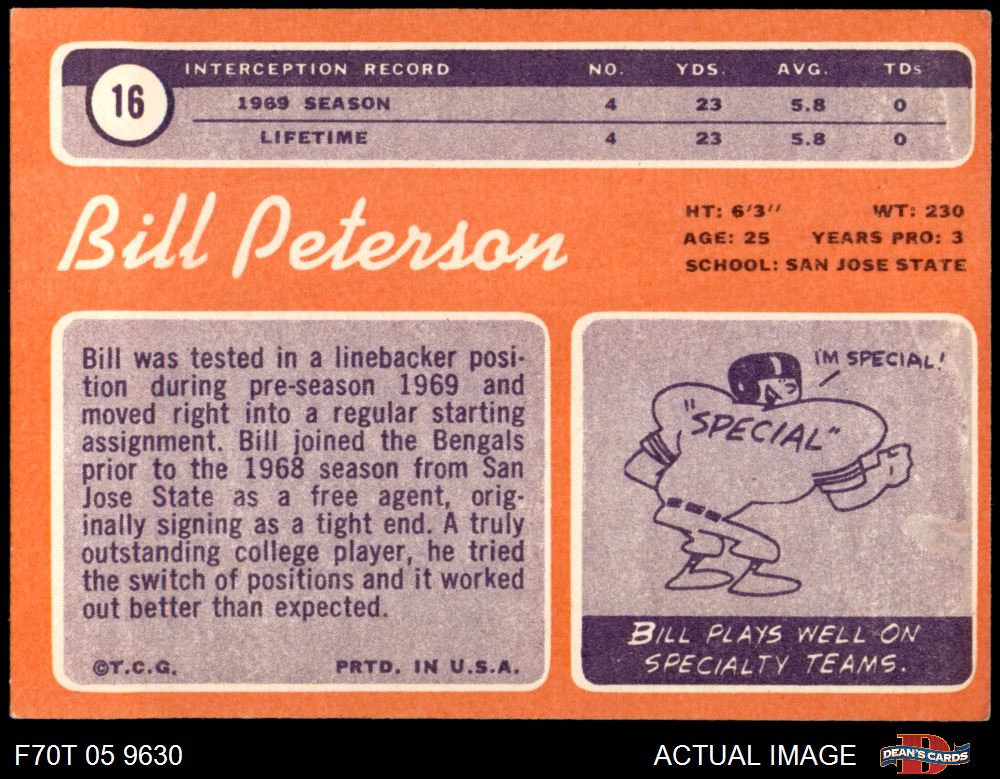 16
INTERCEPTION RECORD NO. YDS. AVG. TDs
1969 SEASON 4 23 5.8 0
LIFETIME 4 23 5.8 0
Bill Peterson
HT: 6'3'' WT: 230
AGE: 25 YEARS PRO: 3
SCHOOL: SAN JOSE STATE
Bill was tested in a linebacker posi-
tion during pre-season 1969 and
moved right into a regular starting
assignment. Bill joined the Bengals
prior to the 1968 season from San
Jose State as a free agent, orig-
inally signing as a tight end. A truly
outstanding college player, he tried
the switch of positions and it worked
out better than expected.
©T.C.G. PRTD. IN U.S.A.
I'M SPECIAL!
"SPECIAL"
BILL PLAYS WELL ON
SPECIALTY TEAMS.
F70T 05 9630 ACTUAL IMAGE D DEAN'S CARDS